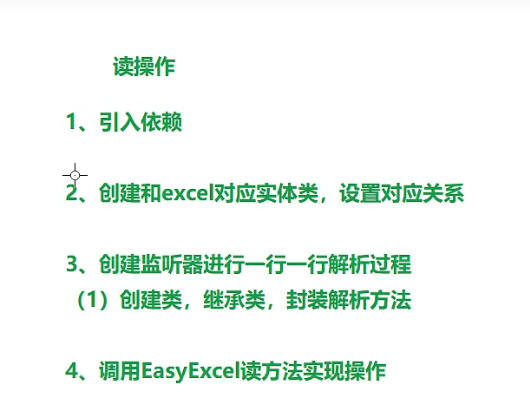 读操作
1、引入依赖
2、创建和excel对应实体类，设置对应关系
3、创建监听器进行一行一行解析过程
（1）创建类，继承类，封装解析方法
4、调用EasyExcel读方法实现操作